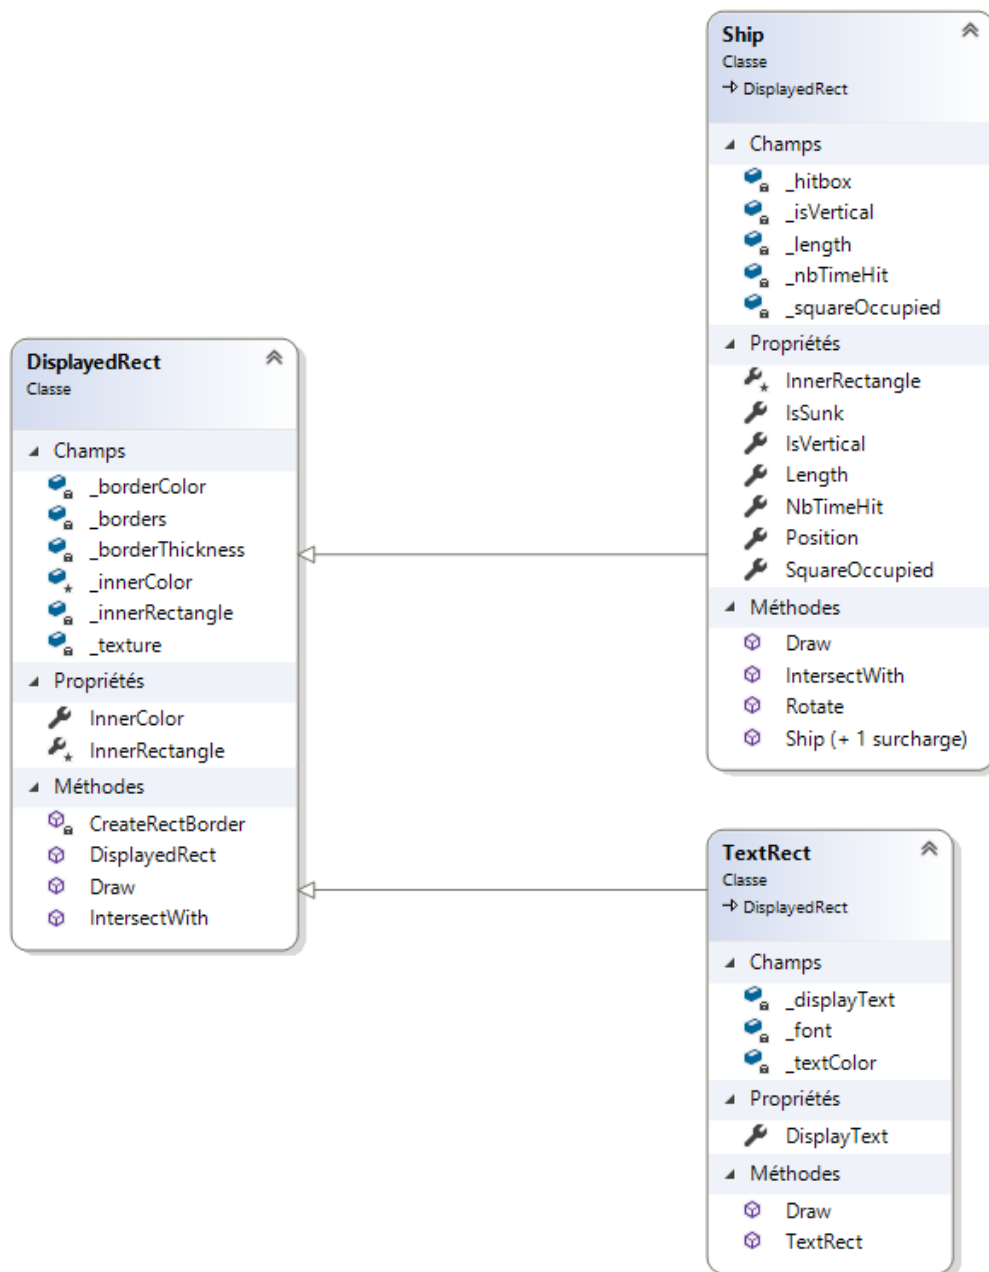 Ship
Classe
DisplayedRect
Champs
_hitbox
_isVertical
_length
_nbTimeHit
_squareOccupied
Propriétés
InnerRectangle
IsSunk
IsVertical
Length
NbTimeHit
Position
SquareOccupied
Méthodes
Draw
IntersectWith
Rotate
Ship (+ 1 surcharge)
DisplayedRect
Classe
Champs
_borderColor
_borders
_borderThickness
_innerColor
_innerRectangle
_texture
Propriétés
InnerColor
InnerRectangle
Méthodes
CreateRectBorder
DisplayedRect
Draw
IntersectWith
TextRect
Classe
DisplayedRect
Champs
_displayText
_font
_textColor
Propriétés
DisplayText
Méthodes
Draw
TextRect